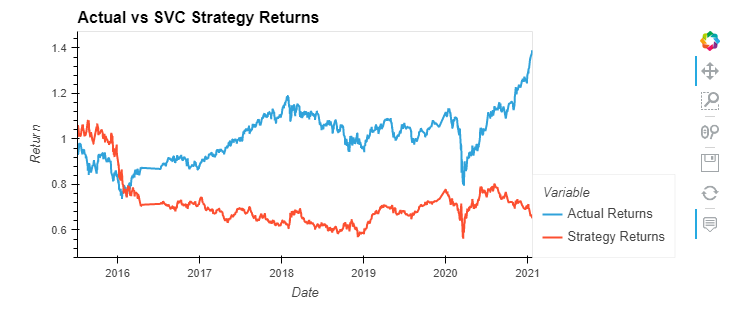 Actual vs SVC Strategy Returns
1.4
1.2
1
0.8
0.6
Return
2016
2017
2018
2019
2020
2021
Date
Variable
Actual Returns
Strategy Returns